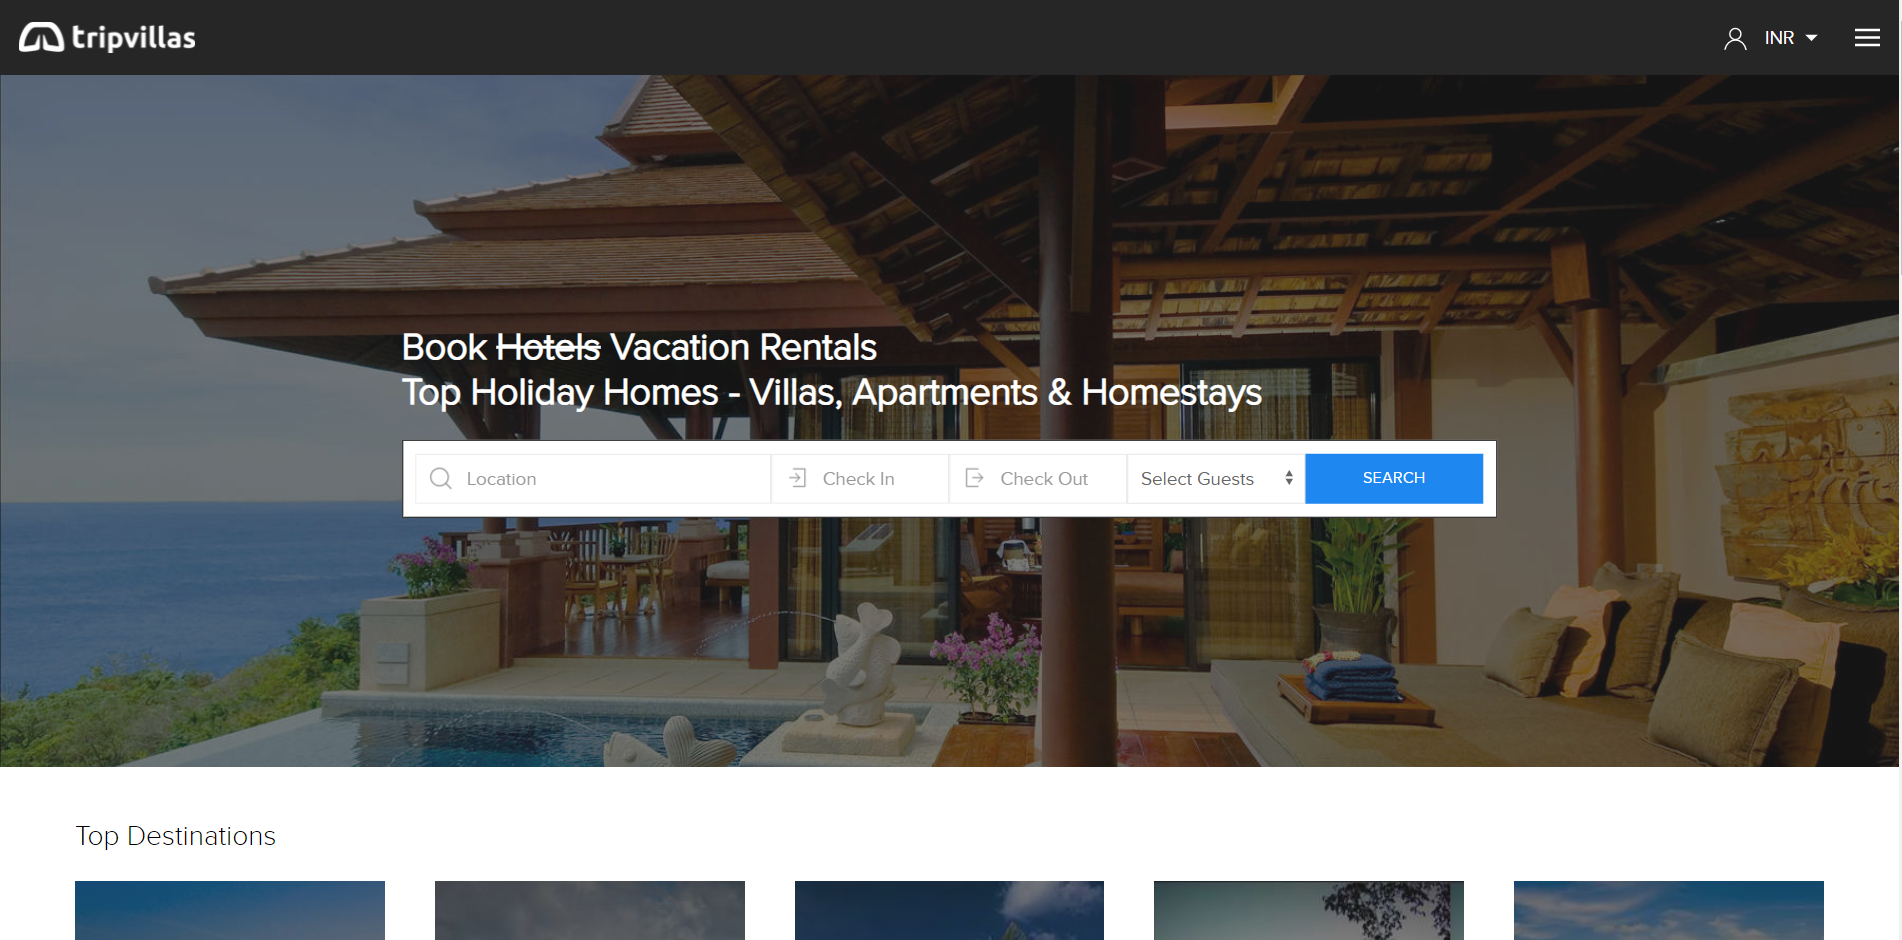 tripvillas
INR
Book Hotels Vacation Rentals
Top Holiday Homes - Villas, Apartments & Homestays
Location
Check In
Check Out
Select Guests
SEARCH
Top Destinations